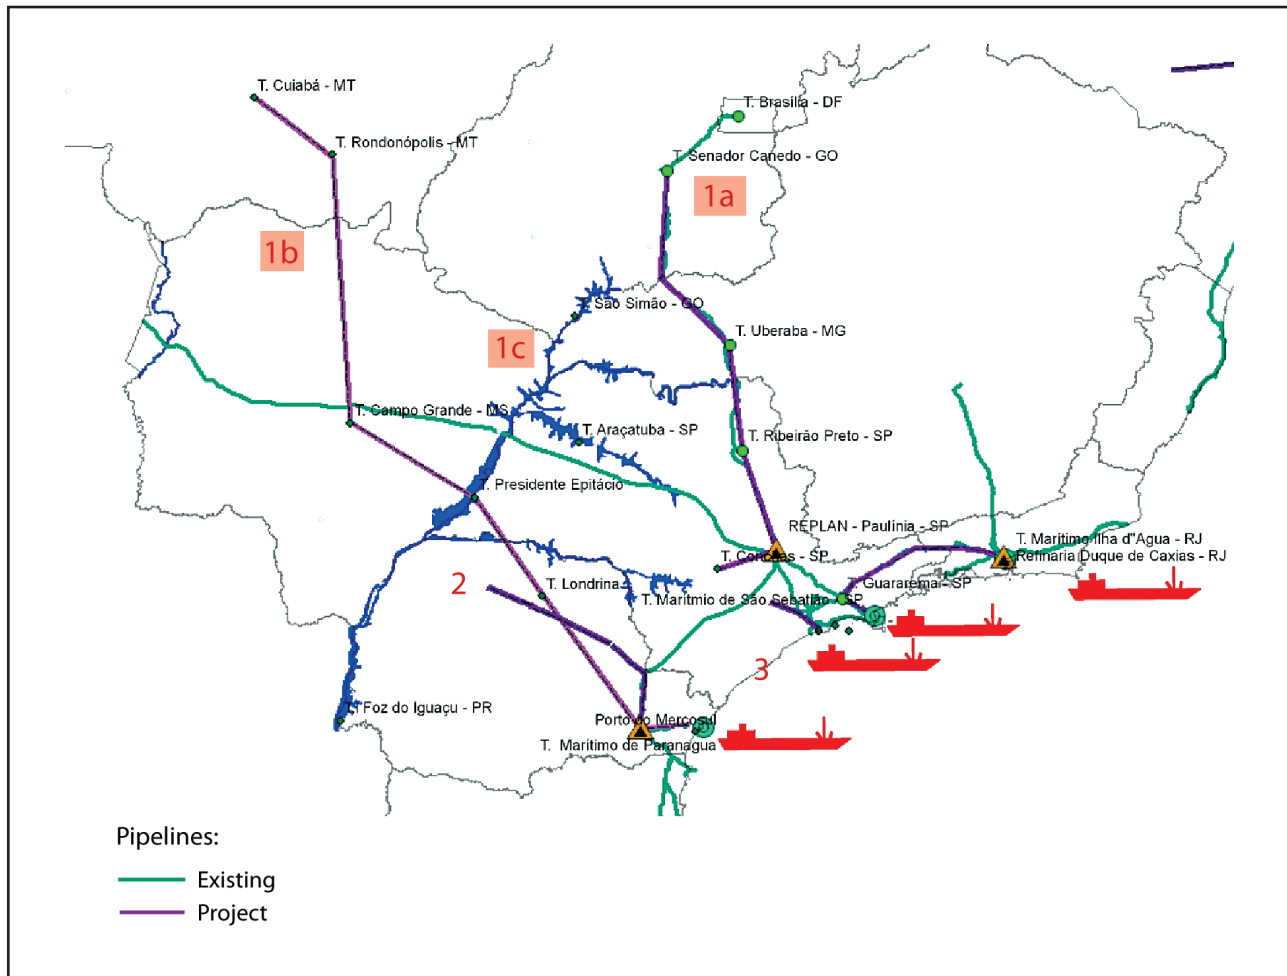 T. Cuiabá - MT
T. Brasília - DF
T. Rondonópolis - MT
T. Senador Canedo - GO
1a
1b
T. São Simão - GO
1c
T. Uberaba - MG
T. Campo Grande - MS
T. Araçatuba - SP
T. Ribeirão Preto - SP
T. Presidente Epitácio
REPLAN - Paulínia - SP
T. Marítimo Ilha d"Agua - RJ
T. Conchas - SP
Refinaria Duque de Caxias - RJ
2
T. Londrina
T. Guararema - SP
T. Maritmio de São Sebatião - SP
3
T. Foz do Iguaçu - PR
Porto do Mercosul
T. Marítimo de Paranagua
Pipelines:
Existing
Project